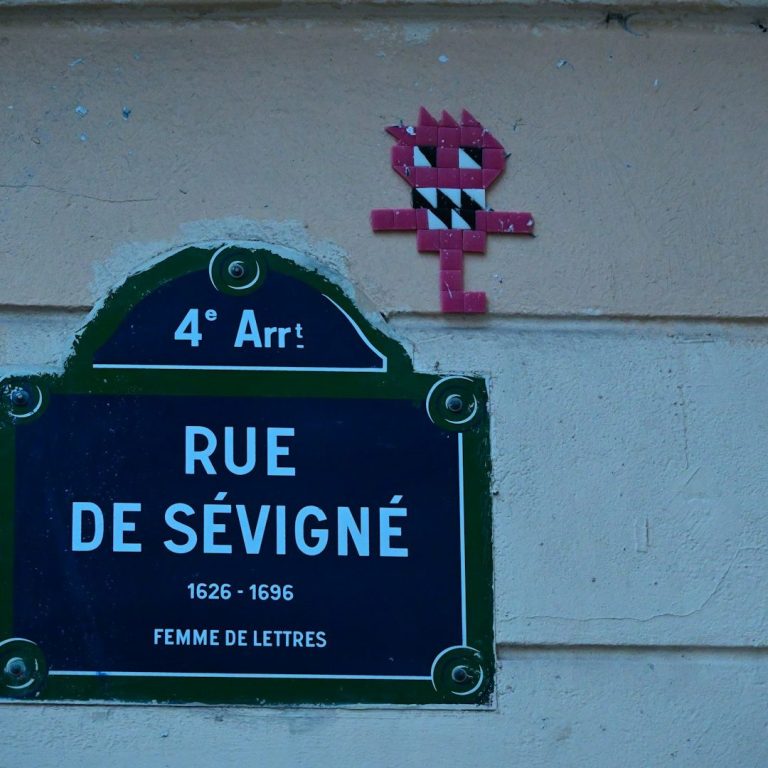 4e Arrt
RUE
DE SÉVIGNÉ
1626 - 1696
FEMME DE LETTRES